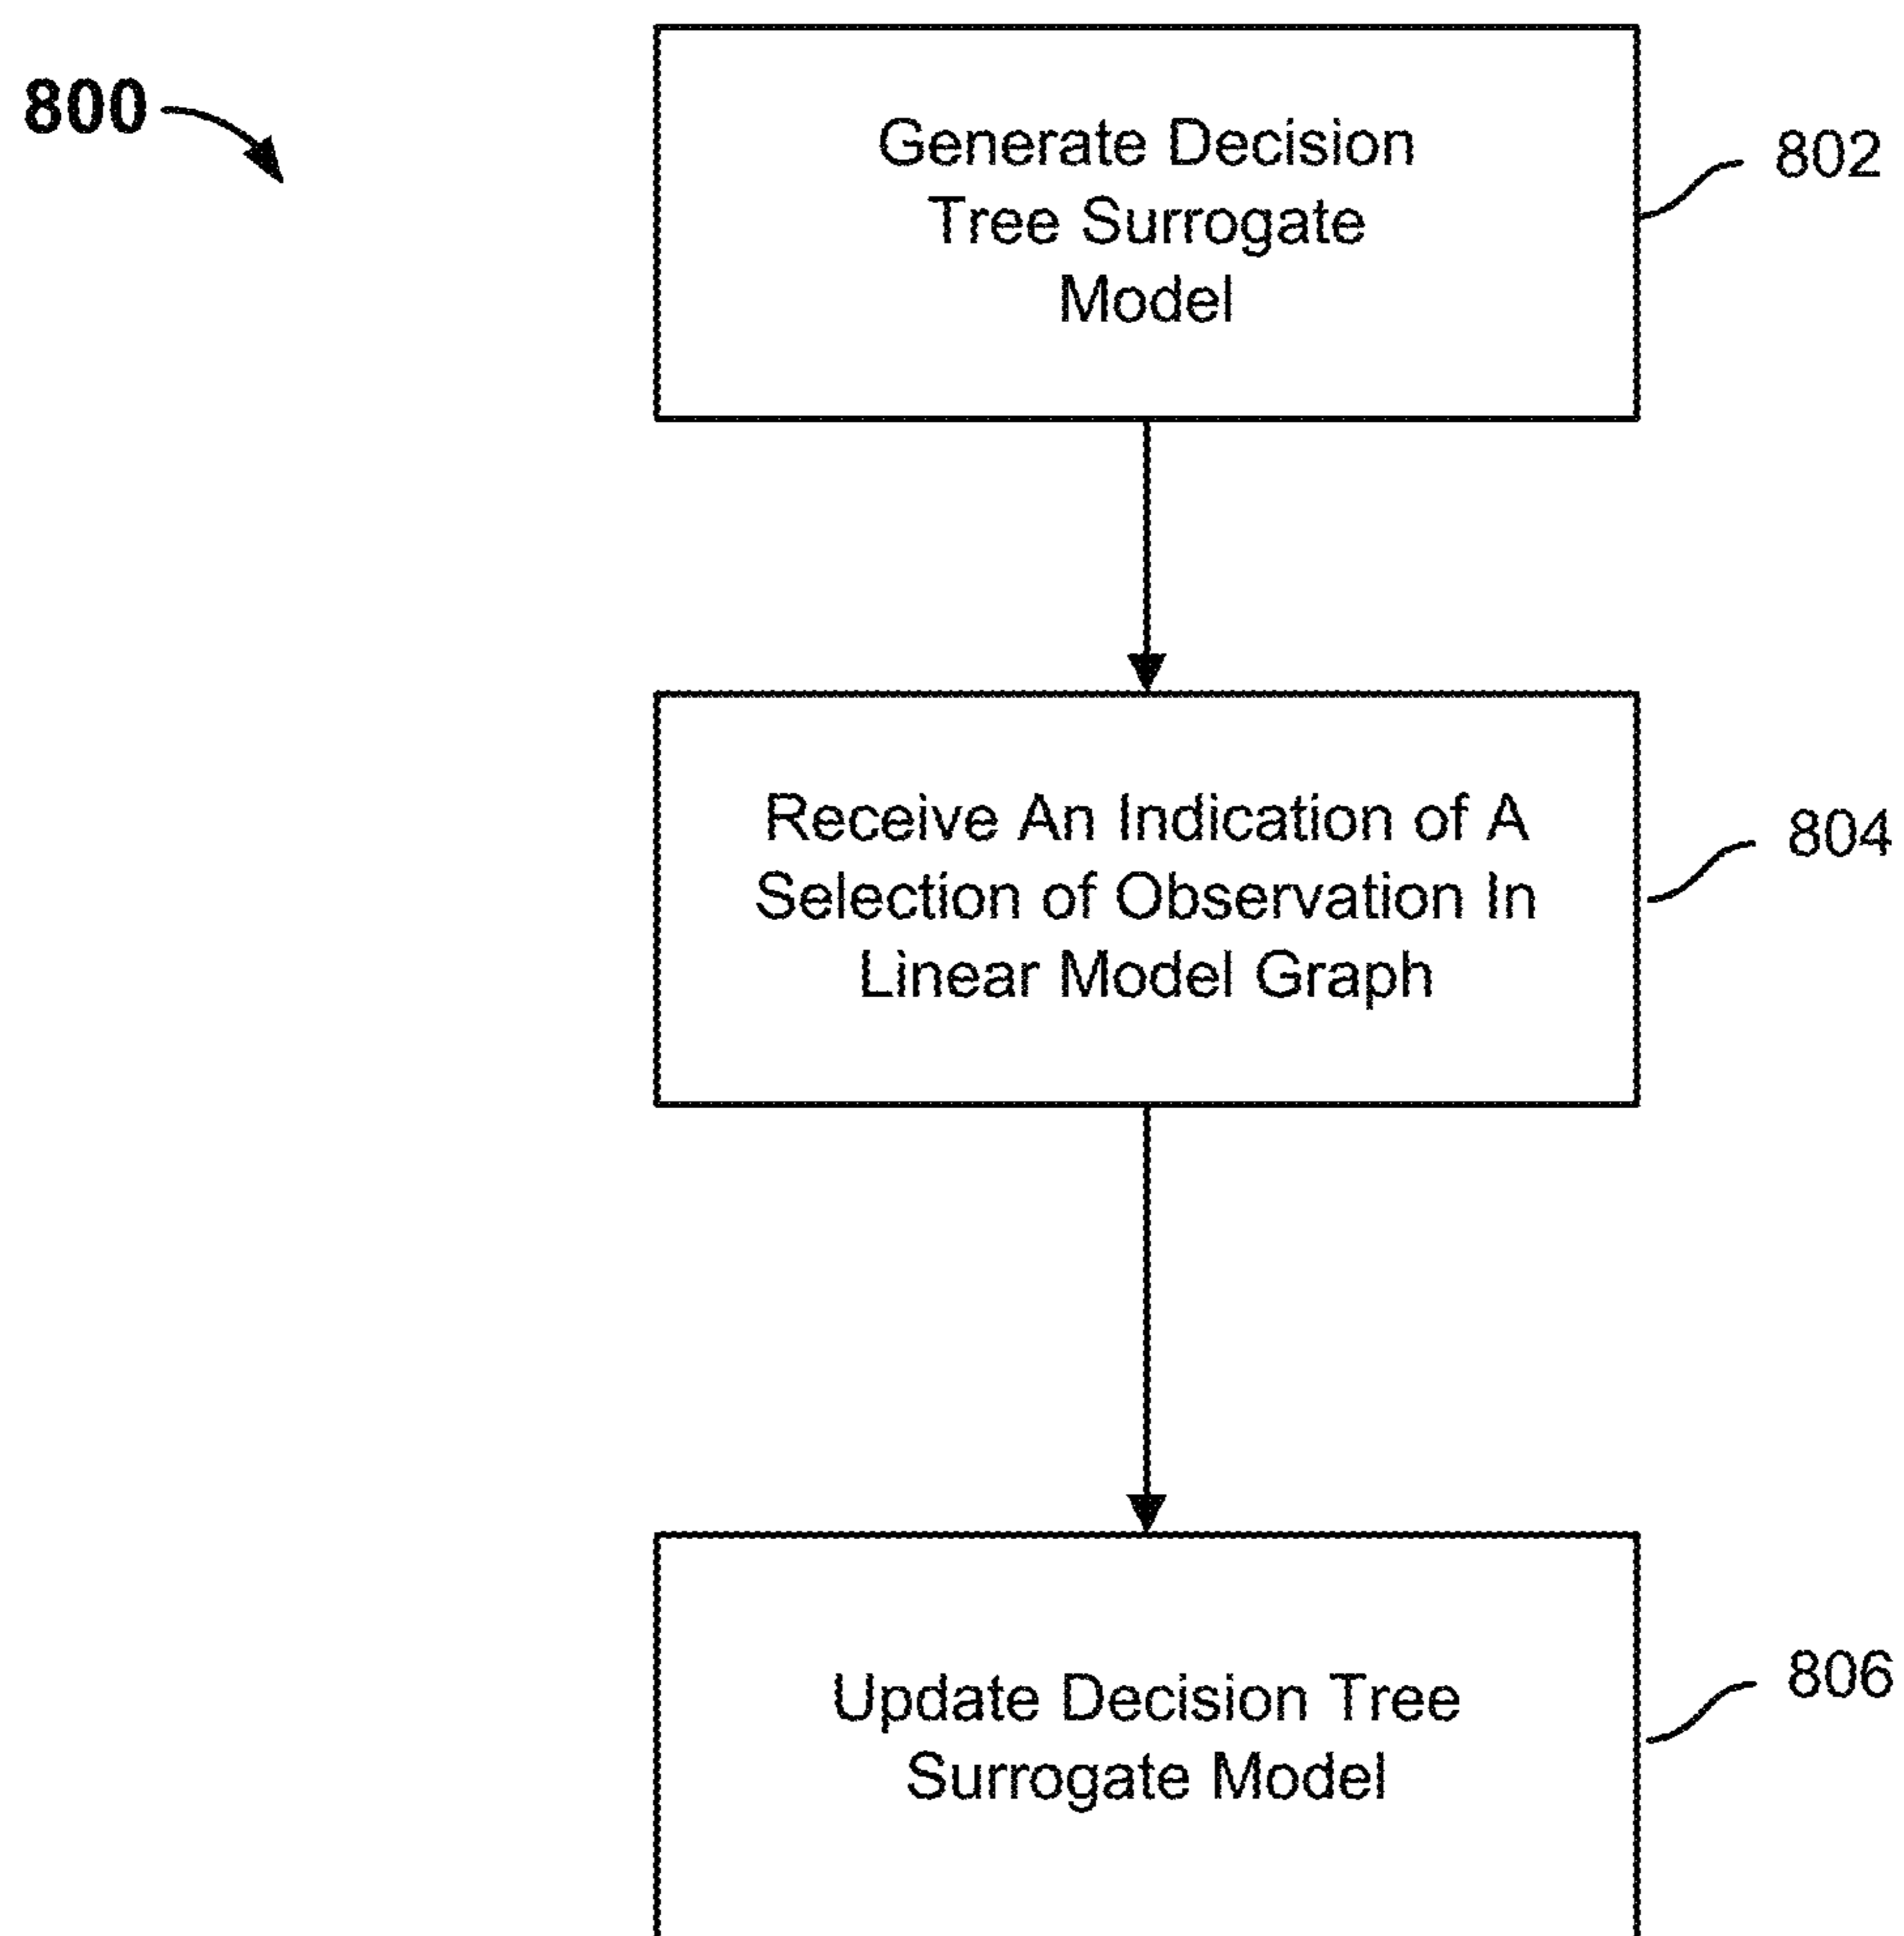 800
Generate Decision
Tree Surrogate
Model
802
Receive An Indication of A
Selection of Observation In
Linear Model Graph
804
Update Decision Tree
Surrogate Model
806